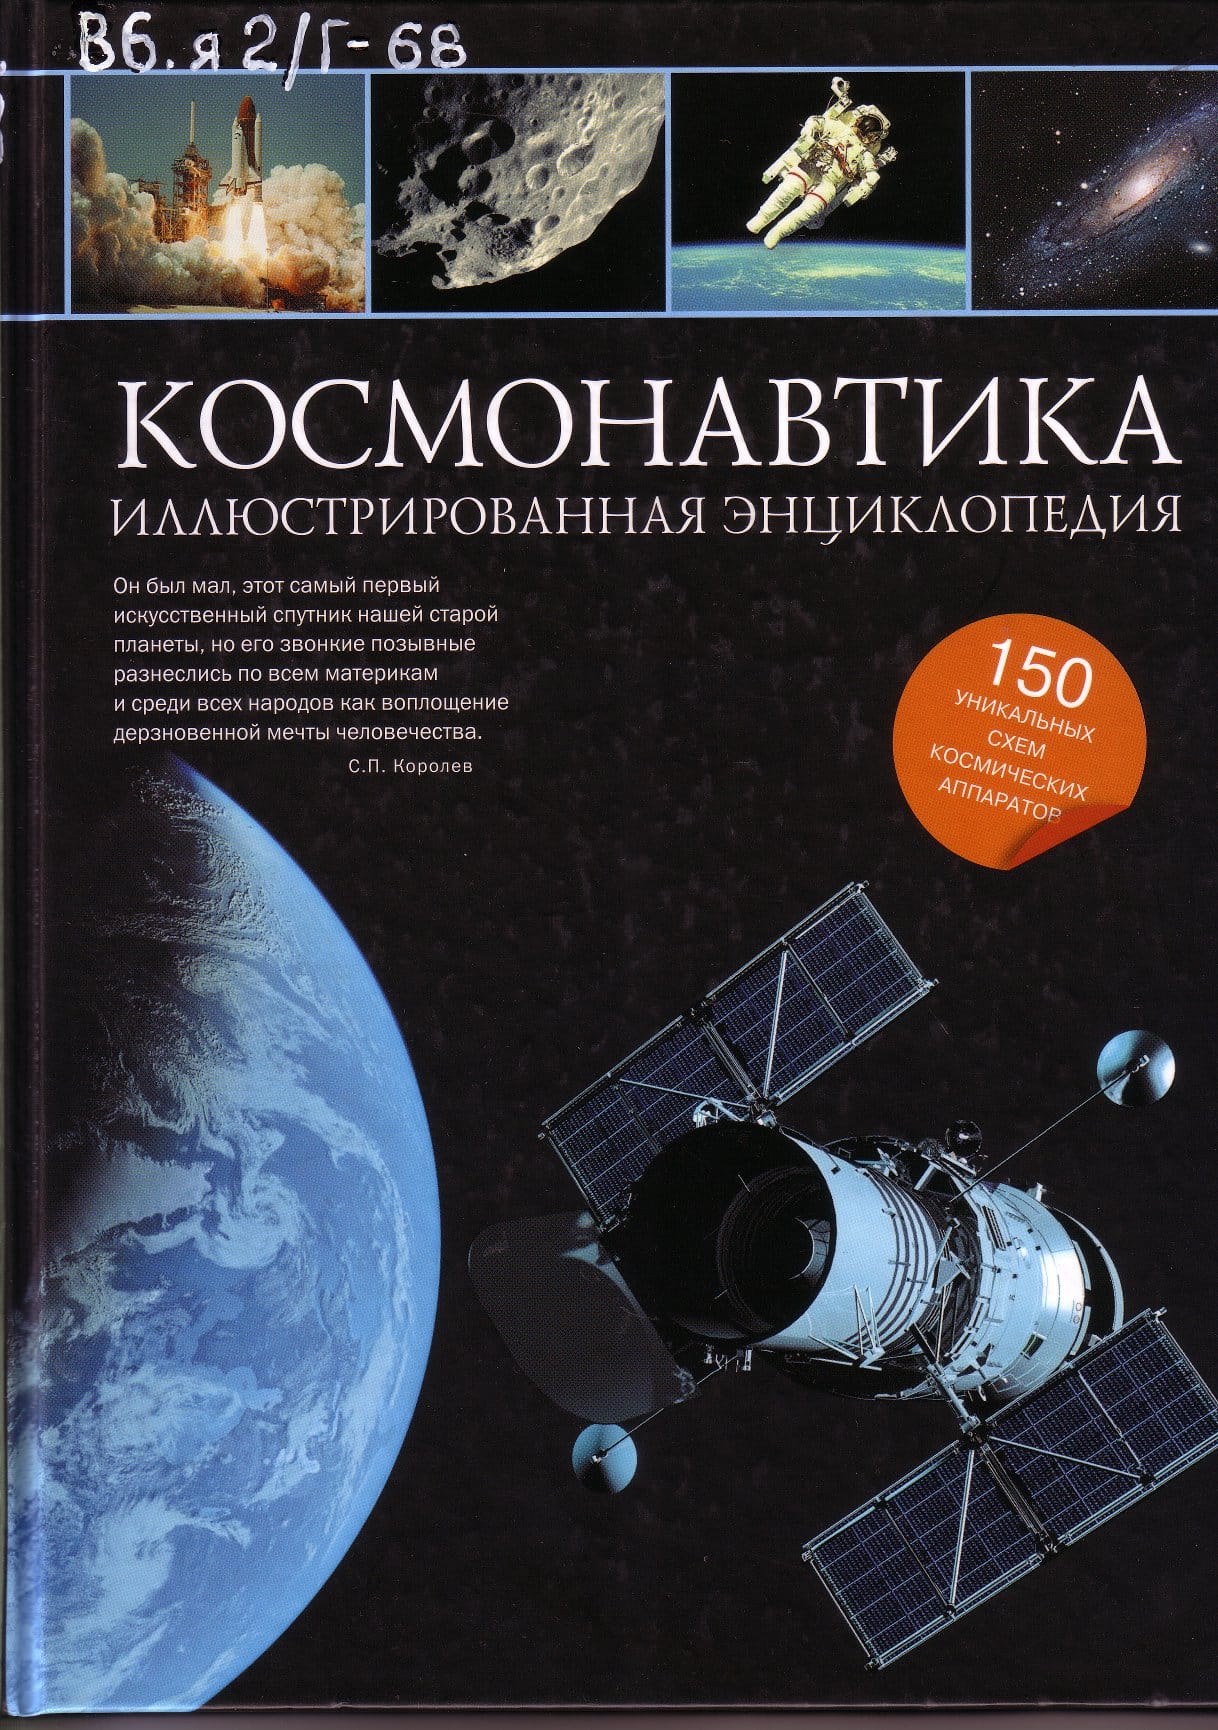 В6.я2/Г-68
КОСМОНАВТИКА
ИЛЛЮСТРИРОВАННАЯ ЭНЦИКЛОПЕДИЯ
Он был мал, этот самый первый
искусственный спутник нашей старой
планеты, но его звонкие позывные
разнеслись по всем материкам
и среди всех народов как воплощение
дерзновенной мечты человечества.
С.П. Королев
150
УНИКАЛЬНЫХ
СХЕМ
КОСМИЧЕСКИХ
АППАРАТОВ